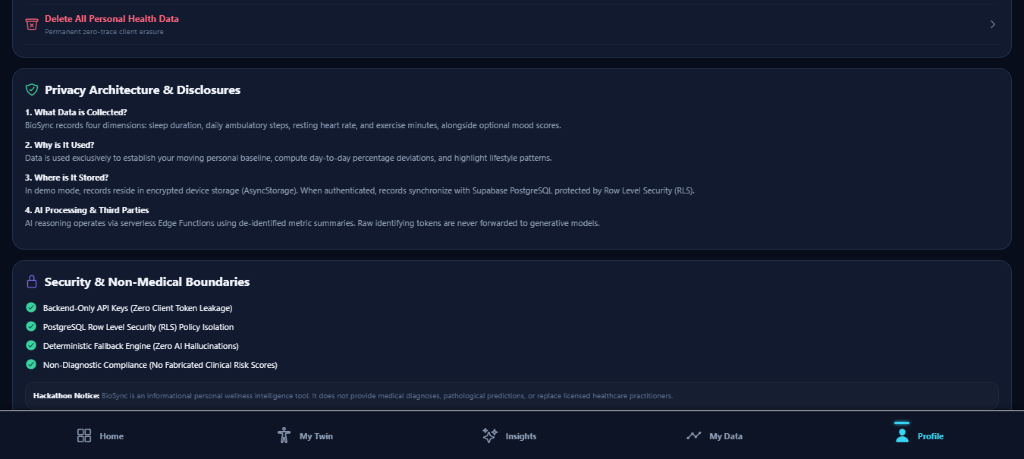 Delete All Personal Health Data
Permanent zero-trace client erasure
Privacy Architecture & Disclosures
1. What Data is Collected?
BioSync records four dimensions: sleep duration, daily ambulatory steps, resting heart rate, and exercise minutes, alongside optional mood scores.
2. Why is It Used?
Data is used exclusively to establish your moving personal baseline, compute day-to-day percentage deviations, and highlight lifestyle patterns.
3. Where is It Stored?
In demo mode, records reside in encrypted device storage (AsyncStorage). When authenticated, records synchronize with Supabase PostgreSQL protected by Row Level Security (RLS).
4. AI Processing & Third Parties
AI reasoning operates via serverless Edge Functions using de-identified metric summaries. Raw identifying tokens are never forwarded to generative models.
Security & Non-Medical Boundaries
Backend-Only API Keys (Zero Client Token Leakage)
PostgreSQL Row Level Security (RLS) Policy Isolation
Deterministic Fallback Engine (Zero AI Hallucinations)
Non-Diagnostic Compliance (No Fabricated Clinical Risk Scores)
Hackathon Notice: BioSync is an informational personal wellness intelligence tool. It does not provide medical diagnoses, pathological predictions, or replace licensed healthcare practitioners.
Home
My Twin
Insights
My Data
Profile